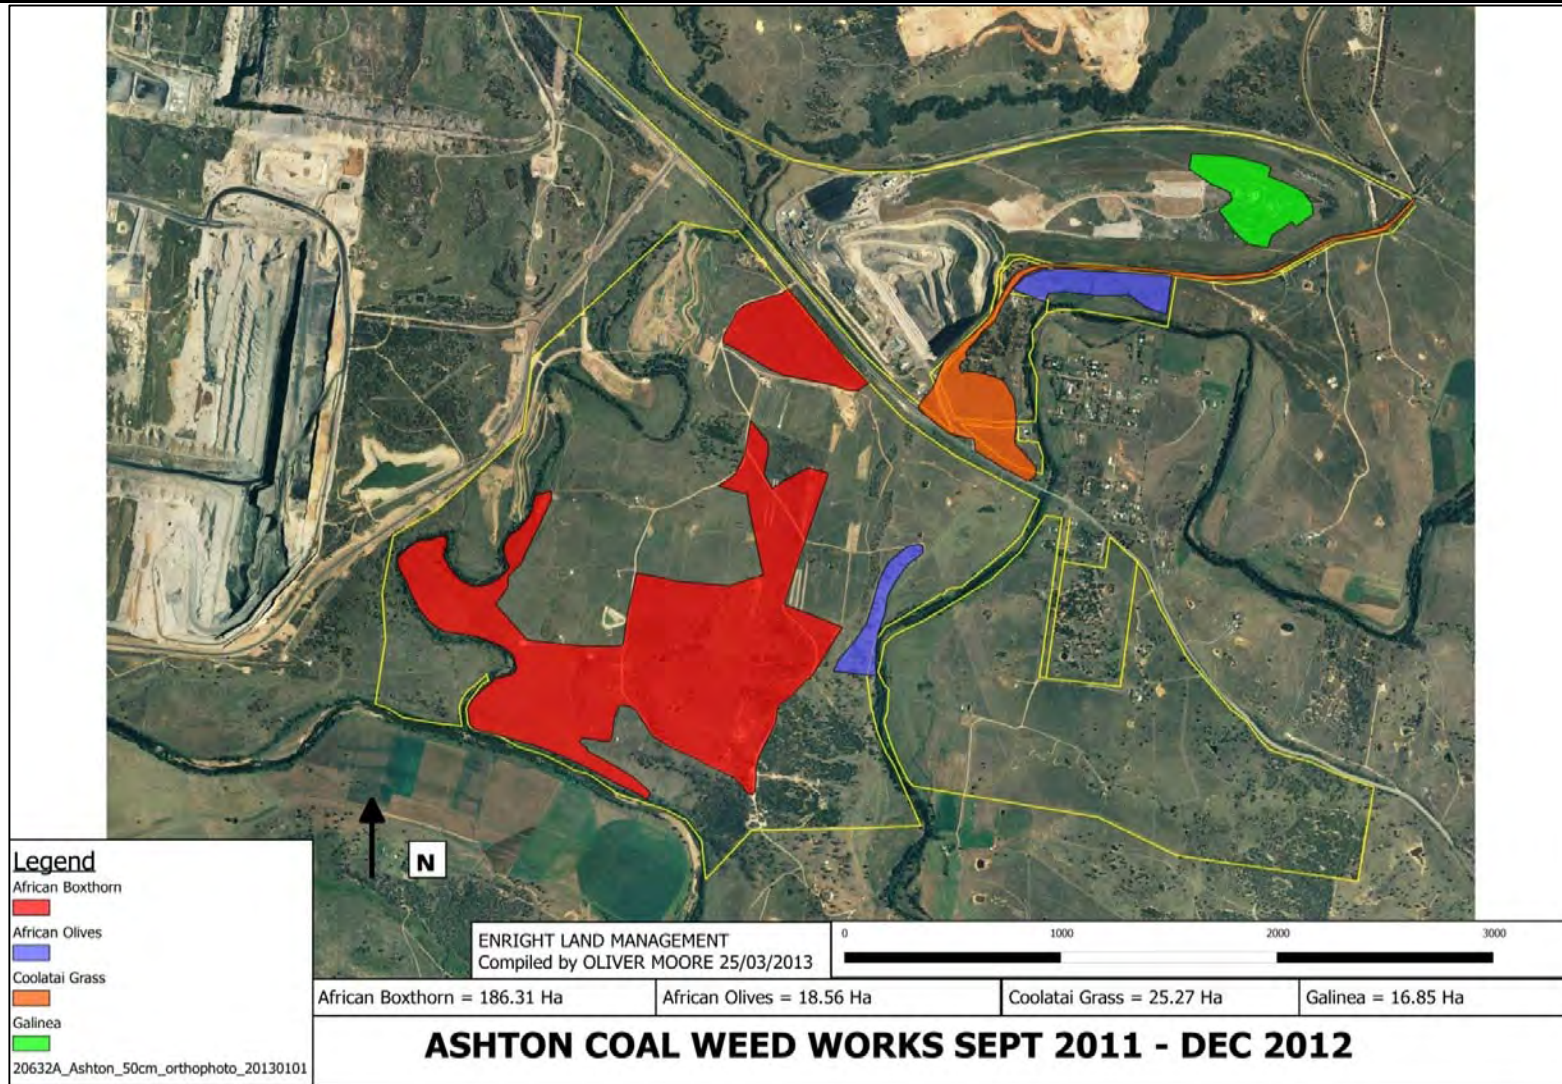 N
Legend
African Boxthorn
African Olives
Coolatai Grass
Galinea
20632A_Ashton_50cm_orthophoto_20130101
ENRIGHT LAND MANAGEMENT
Compiled by OLIVER MOORE 25/03/2013
0 1000 2000 3000
African Boxthorn = 186.31 Ha
African Olives = 18.56 Ha
Coolatai Grass = 25.27 Ha
Galinea = 16.85 Ha
ASHTON COAL WEED WORKS SEPT 2011 - DEC 2012